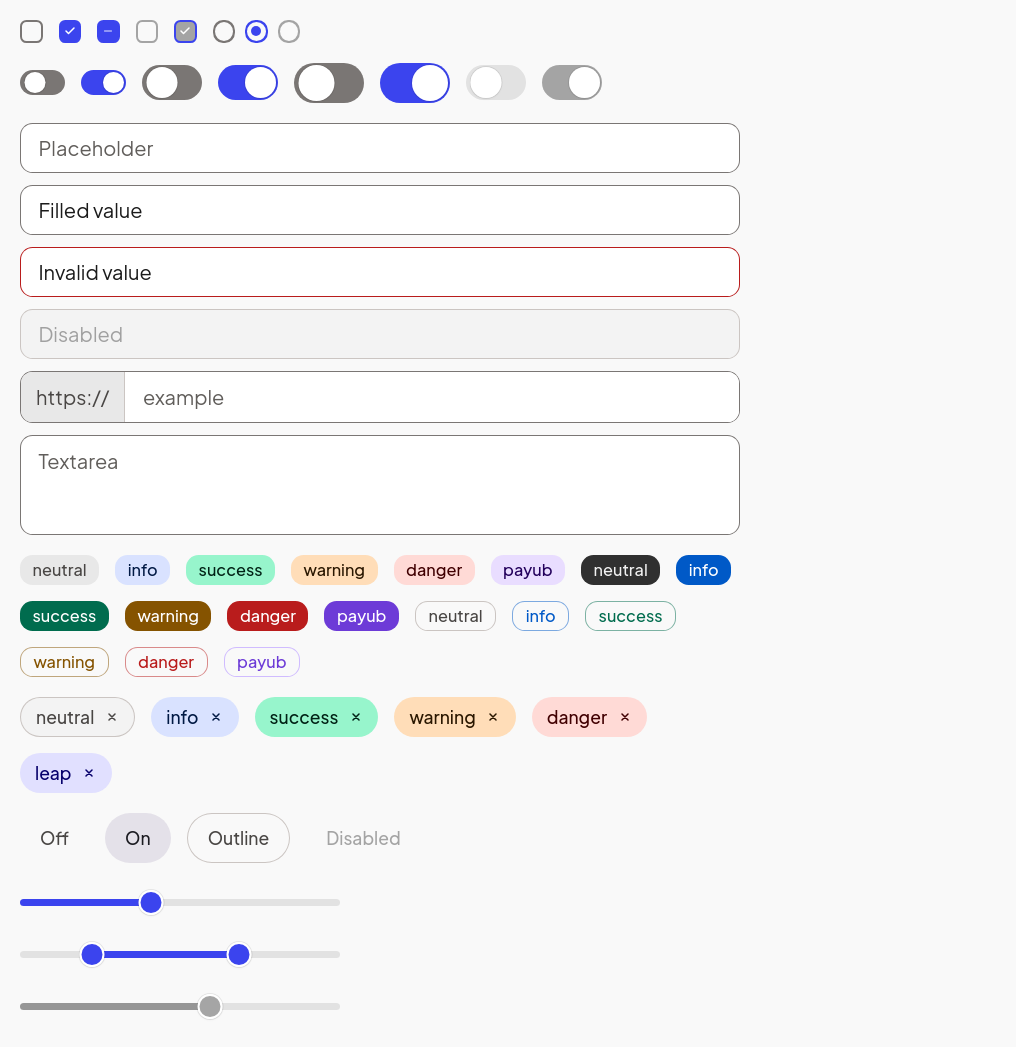 Placeholder
Filled value
Invalid value
Disabled
https:// example
Textarea
neutral info success warning danger payub neutral info
success warning danger payub neutral info success
warning danger payub
neutral × info × success × warning × danger ×
leap ×
Off On Outline Disabled